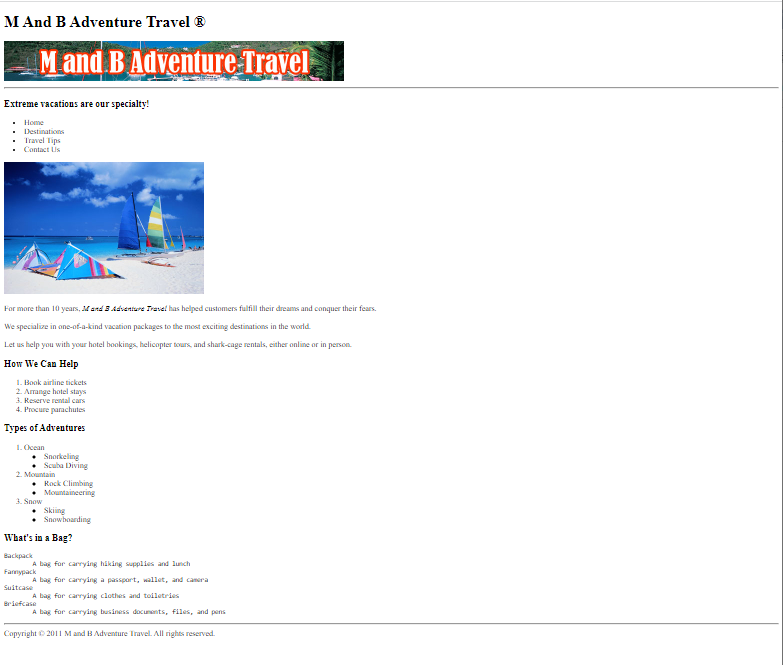 M And B Adventure Travel ®
M and B Adventure Travel
Extreme vacations are our specialty!
• Home
• Destinations
• Travel Tips
• Contact Us
For more than 10 years, M and B Adventure Travel has helped customers fulfill their dreams and conquer their fears.
We specialize in one-of-a-kind vacation packages to the most exciting destinations in the world.
Let us help you with your hotel bookings, helicopter tours, and shark-cage rentals, either online or in person.
How We Can Help
1. Book airline tickets
2. Arrange hotel stays
3. Reserve rental cars
4. Procure parachutes
Types of Adventures
1. Ocean
• Snorkeling
• Scuba Diving
2. Mountain
• Rock Climbing
• Mountaineering
3. Snow
• Skiing
• Snowboarding
What's in a Bag?
Backpack
A bag for carrying hiking supplies and lunch
Fannypack
A bag for carrying a passport, wallet, and camera
Suitcase
A bag for carrying clothes and toiletries
Briefcase
A bag for carrying business documents, files, and pens
Copyright © 2011 M and B Adventure Travel. All rights reserved.